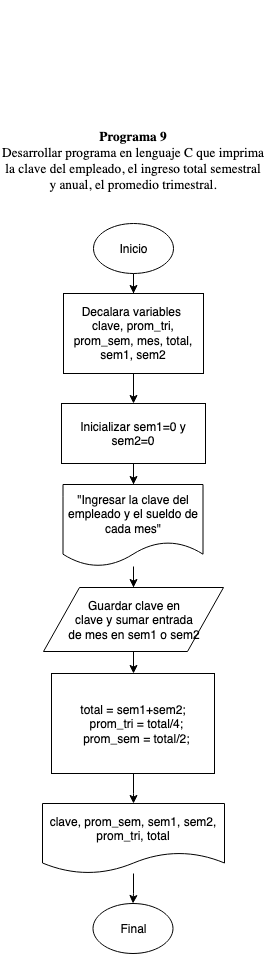 Programa 9
Desarrollar programa en lenguaje C que imprima
la clave del empleado, el ingreso total semestral
y anual, el promedio trimestral.
Inicio
Decalara variables
clave, prom_tri,
prom_sem, mes, total,
sem1, sem2
Inicializar sem1=0 y
sem2=0
"Ingresar la clave del
empleado y el sueldo de
cada mes"
Guardar clave en
clave y sumar entrada
de mes en sem1 o sem2
total = sem1+sem2;
prom_tri = total/4;
prom_sem = total/2;
clave, prom_sem, sem1, sem2,
prom_tri, total
Final